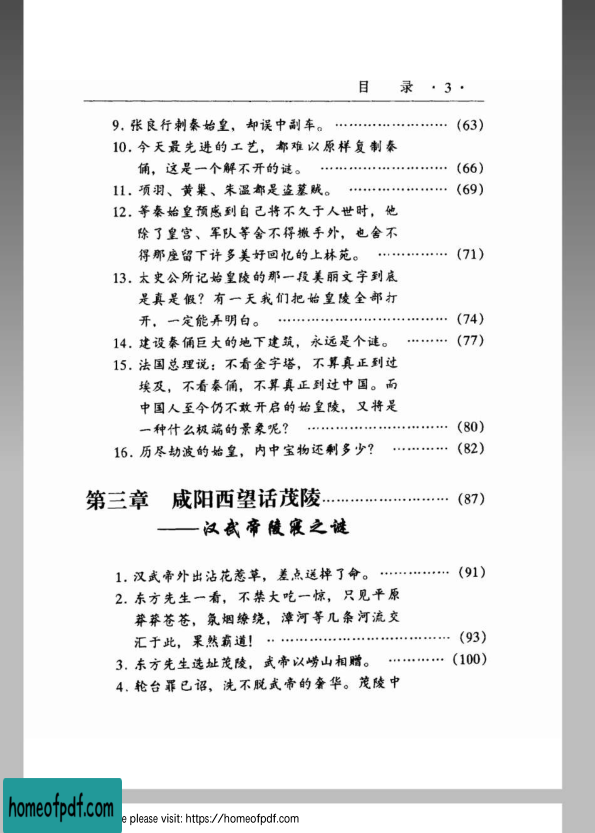 目 录 ·3·
9. 张良行刺秦始皇，却误中副车。 …………………… (63)
10. 今天最先进的工艺，都难以原样复制秦
俑，这是一个解不开的谜。 ……………………… (66)
11. 项羽、黄巢、朱温都是盗墓贼。 ………………… (69)
12. 等秦始皇预感到自己将不久于人世时，他
除了皇宫、军队等舍不得撒手外，也舍不
得那座留下许多美好回忆的上林苑。 …………… (71)
13. 太史公所记始皇陵的那一段美丽文字到底
是真是假？有一天我们把始皇陵全部打
开，一定能弄明白。 ……………………………… (74)
14. 建设秦俑巨大的地下建筑，永远是个谜。 ……… (77)
15. 法国总理说：不看金字塔，不算真正到过
埃及，不看秦俑，不算真正到过中国。而
中国人至今仍不敢开启的始皇陵，又将是
一种什么极端的景象呢？ ………………………… (80)
16. 历尽劫波的始皇，内中宝物还剩多少？ ………… (82)
第三章 咸阳西望话茂陵……………………… (87)
——汉武帝陵寝之谜
1. 汉武帝外出沾花惹草，差点送掉了命。 …………… (91)
2. 东方先生一看，不禁大吃一惊，只见平原
莽莽苍苍，氛烟缭绕，漳河等几条河流交
汇于此，果然霸道！ ……………………………… (93)
3. 东方先生选址茂陵，武帝以崂山相赠。 ………… (100)
4. 轮台罪已诏，洗不脱武帝的奢华。茂陵中
homeofpdf.com
e please visit: https://homeofpdf.com